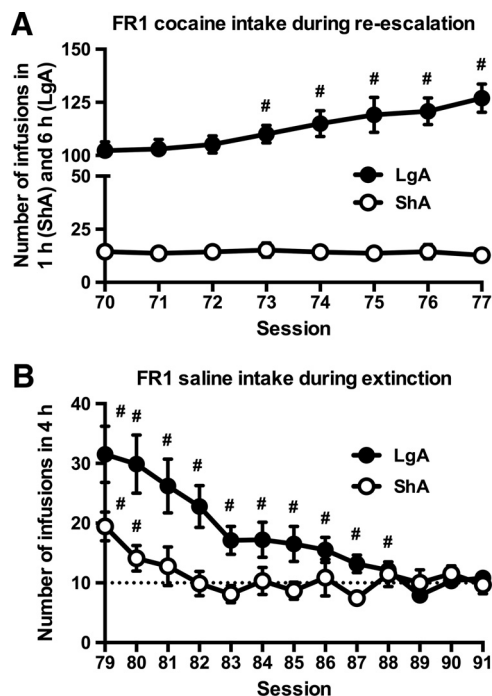 A
FR1 cocaine intake during re-escalation
Number of infusions in
1 h (ShA) and 6 h (LgA)
150
125
100
50
25
0
# # # # #
LgA
ShA
70 71 72 73 74 75 76 77
Session
B
FR1 saline intake during extinction
Number of infusions in 4 h
40
30
20
10
0
# # # # # # # # # #
# #
LgA
ShA
79 80 81 82 83 84 85 86 87 88 89 90 91
Session